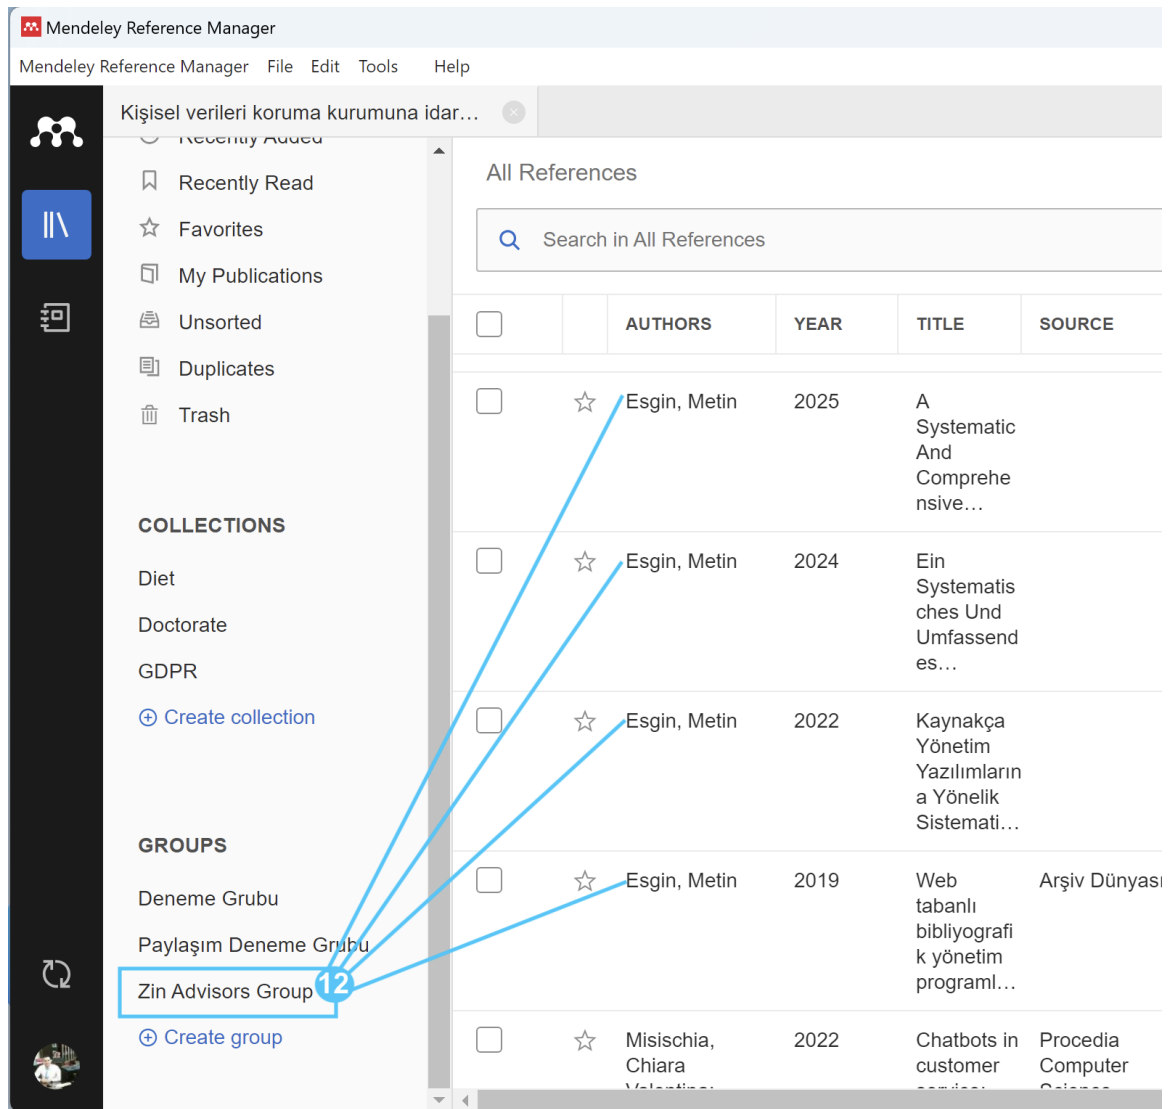 Mendeley Reference Manager
Mendeley Reference Manager File Edit Tools Help
Kişisel verileri koruma kurumuna idar…
Recently Added
Recently Read
Favorites
My Publications
Unsorted
Duplicates
Trash
COLLECTIONS
Diet
Doctorate
GDPR
Create collection
GROUPS
Deneme Grubu
Paylaşım Deneme Grubu
Zin Advisors Group
12
Create group
All References
Search in All References
AUTHORS YEAR TITLE SOURCE
Esgin, Metin 2025 A
Systematic
And
Comprehe
nsive…
Esgin, Metin 2024 Ein
Systematis
ches Und
Umfassend
es…
Esgin, Metin 2022 Kaynakça
Yönetim
Yazılımların
a Yönelik
Sistemati…
Esgin, Metin 2019 Web Arşiv Dünyası
tabanlı
bibliyografi
k yönetim
programl…
Misischia, 2022 Chatbots in Procedia
Chiara customer Computer